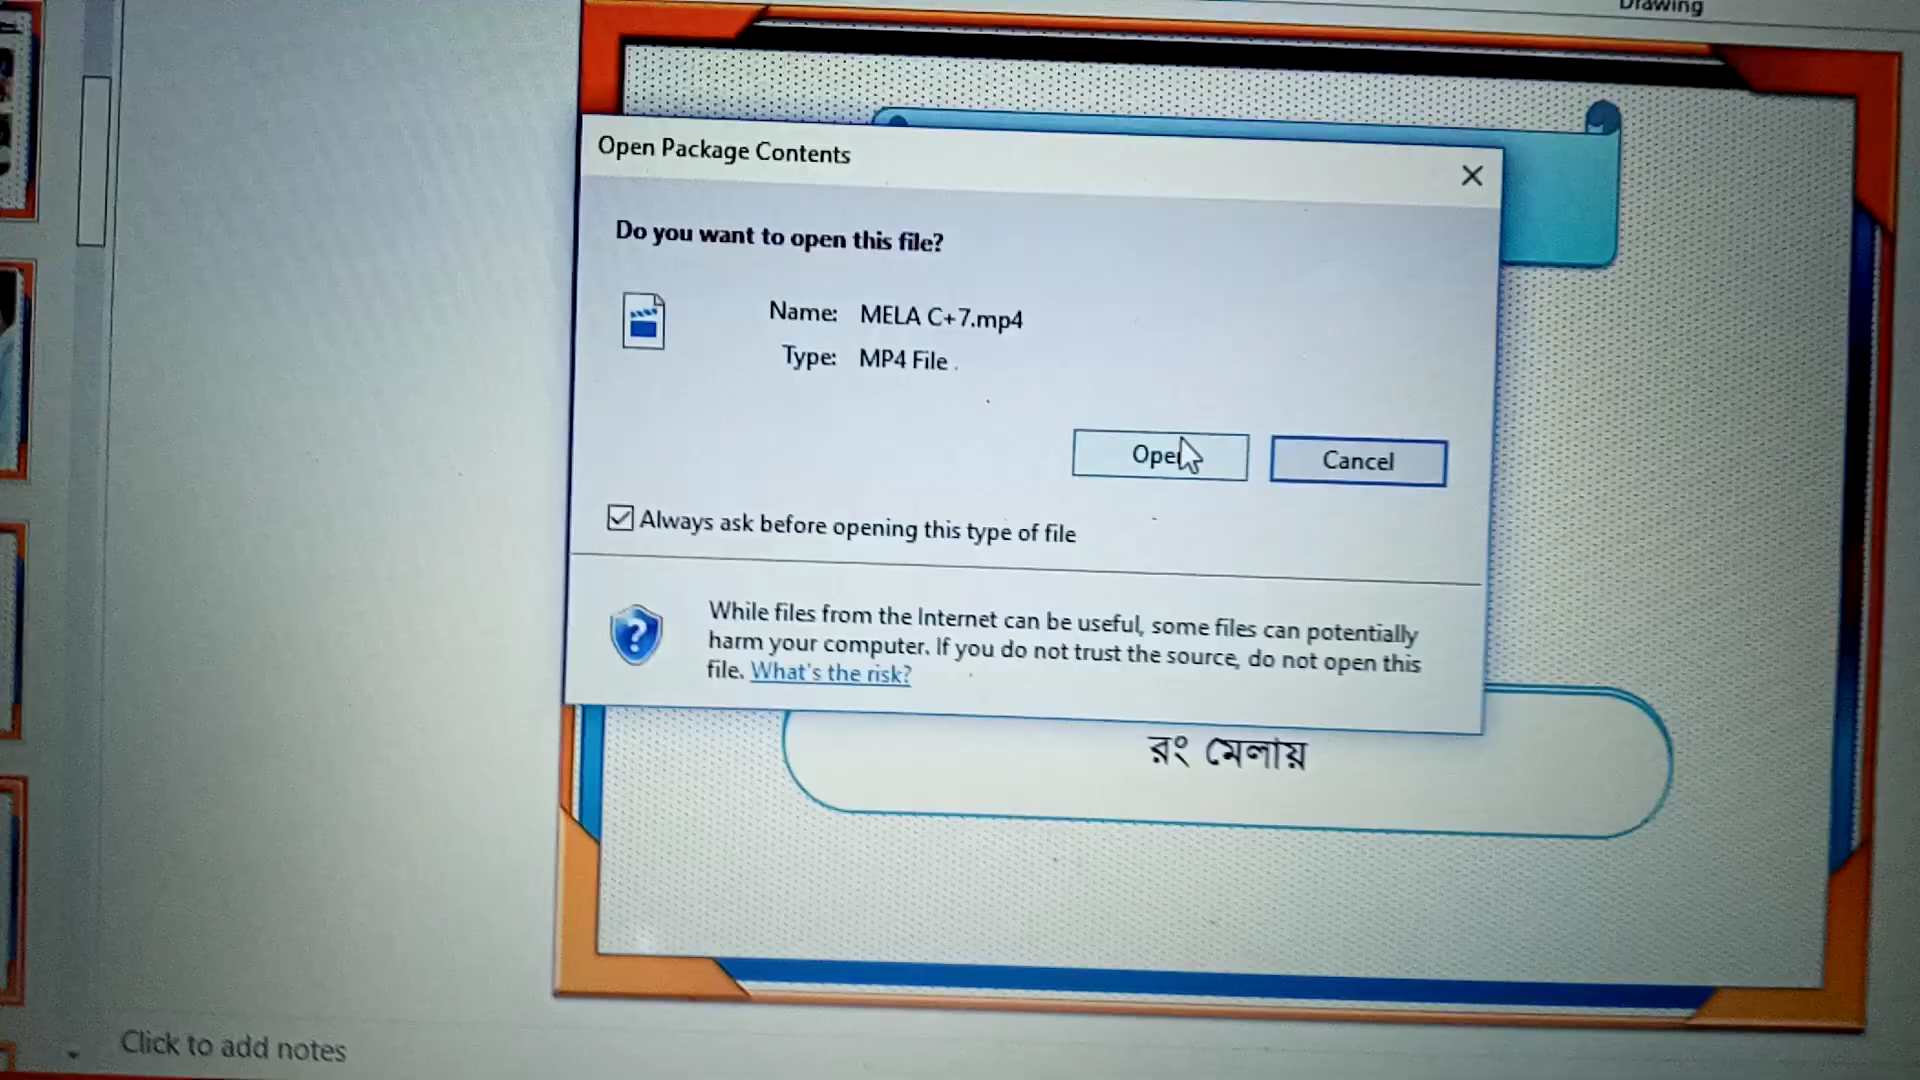 Drawing
Open Package Contents
Do you want to open this file?
Name: MELA C+7.mp4
Type: MP4 File
Open
Cancel
Always ask before opening this type of file
While files from the Internet can be useful, some files can potentially
harm your computer. If you do not trust the source, do not open this
file. What's the risk?
রং মেলায়
Click to add notes